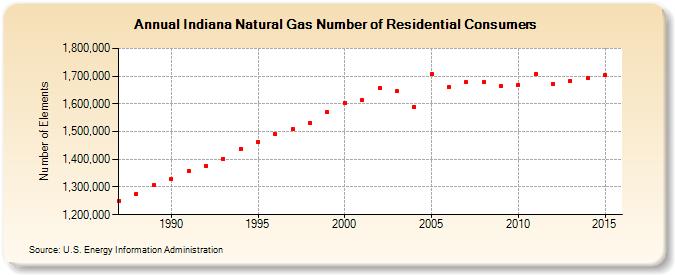 Annual Indiana Natural Gas Number of Residential Consumers
Number of Elements
1,800,000
1,700,000
1,600,000
1,500,000
1,400,000
1,300,000
1,200,000
1990 1995 2000 2005 2010 2015
Source: U.S. Energy Information Administration